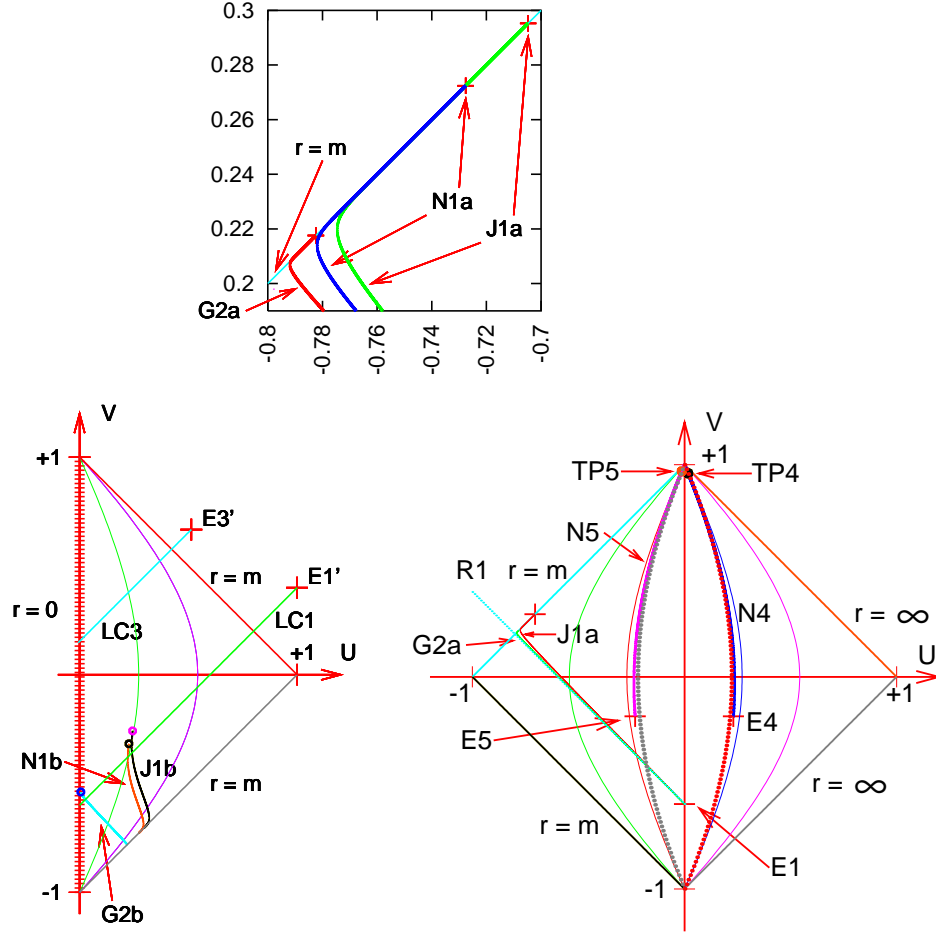 0.3
0.28
0.26
0.24
0.22
0.2
r = m
N1a
J1a
G2a
-0.8
-0.78
-0.76
-0.74
-0.72
-0.7
V
+1
E3’
r = m
E1’
r = 0
LC3
LC1
+1
U
N1b
J1b
r = m
-1
G2b
V
+1
TP5
TP4
N5
R1
r = m
N4
r = ∞
J1a
G2a
U
-1
+1
E5
E4
r = ∞
r = m
E1
-1